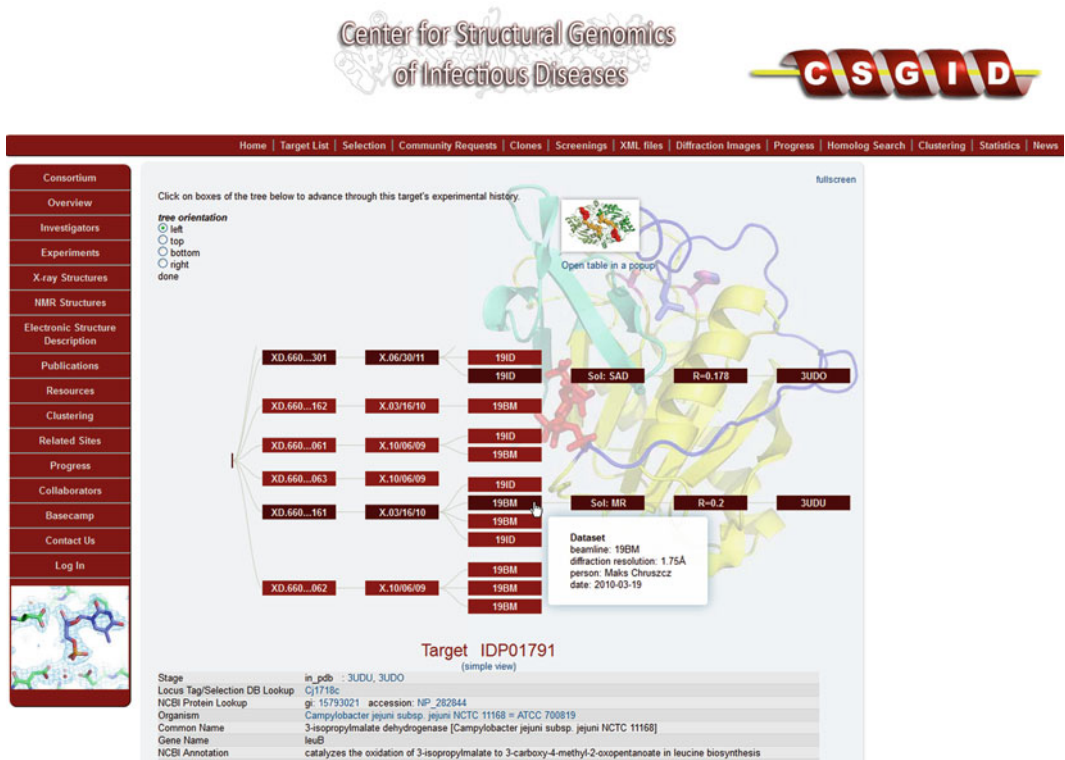 Center for Structural Genomics
of Infectious Diseases
CSGID
Home | Target List | Selection | Community Requests | Clones | Screenings | XML files | Diffraction Images | Progress | Homolog Search | Clustering | Statistics | News
Consortium
Overview
Investigators
Experiments
X-ray Structures
NMR Structures
Electronic Structure
Description
Publications
Resources
Clustering
Related Sites
Progress
Collaborators
Basecamp
Contact Us
Log In
fullscreen
Click on boxes of the tree below to advance through this target's experimental history.
tree orientation
left
top
bottom
right
done
Open table in a popup!
XD.660...301 X.06/30/11 19ID
19ID Sol: SAD R=0.178 3UDO
XD.660...162 X.03/16/10 19BM
XD.660...061 X.10/06/09 19ID
19BM
XD.660...063 X.10/06/09 19ID
XD.660...161 X.03/16/10 19BM Sol: MR R=0.2 3UDU
19BM
19ID
XD.660...062 X.10/06/09 19BM
19BM
19BM
Dataset
beamline: 19BM
diffraction resolution: 1.75Å
person: Maks Chruszcz
date: 2010-03-19
Target IDP01791
(simple view)
Stage in_pdb : 3UDU, 3UDO
Locus Tag/Selection DB Lookup Cj1718c
NCBI Protein Lookup gi: 15793021 accession: NP_282844
Organism Campylobacter jejuni subsp. jejuni NCTC 11168 = ATCC 700819
Common Name 3-isopropylmalate dehydrogenase [Campylobacter jejuni subsp. jejuni NCTC 11168]
Gene Name leuB
NCBI Annotation catalyzes the oxidation of 3-isopropylmalate to 3-carboxy-4-methyl-2-oxopentanoate in leucine biosynthesis